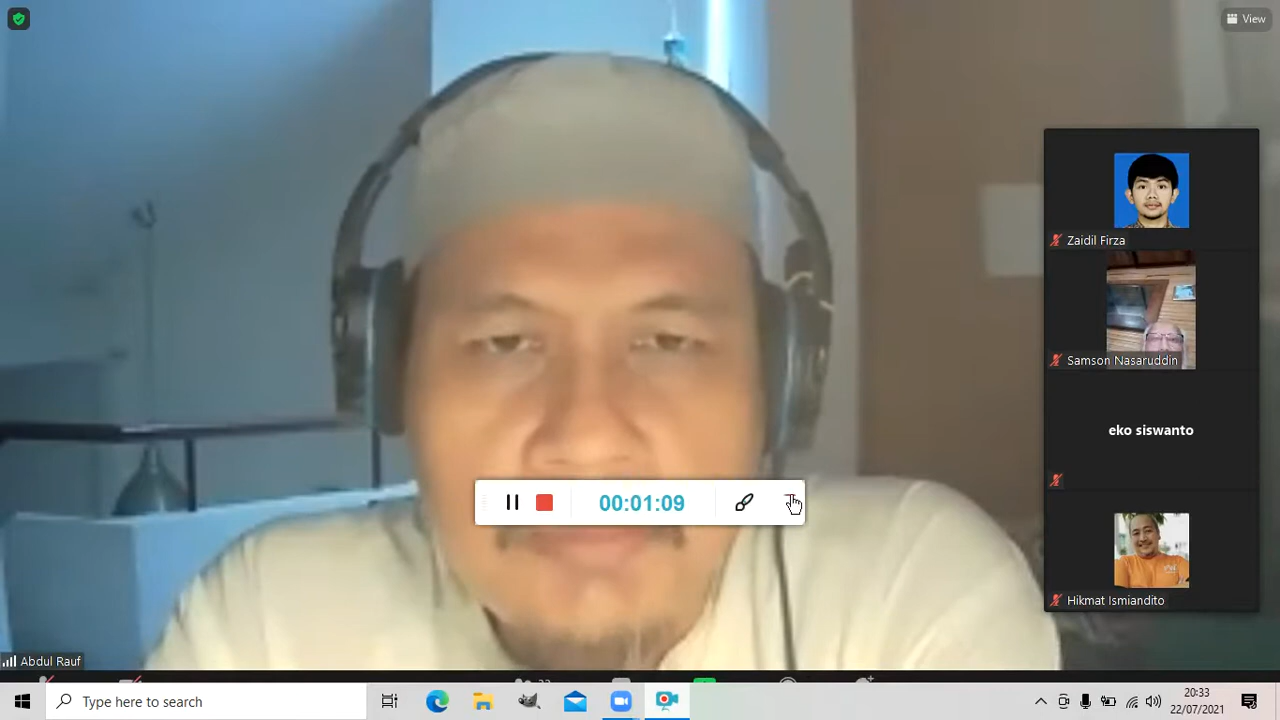 View
Zaidil Firza
Samson Nasaruddin
eko siswanto
Hikmat Ismiandito
00:01:09
Abdul Rauf
Type here to search
20:33
22/07/2021